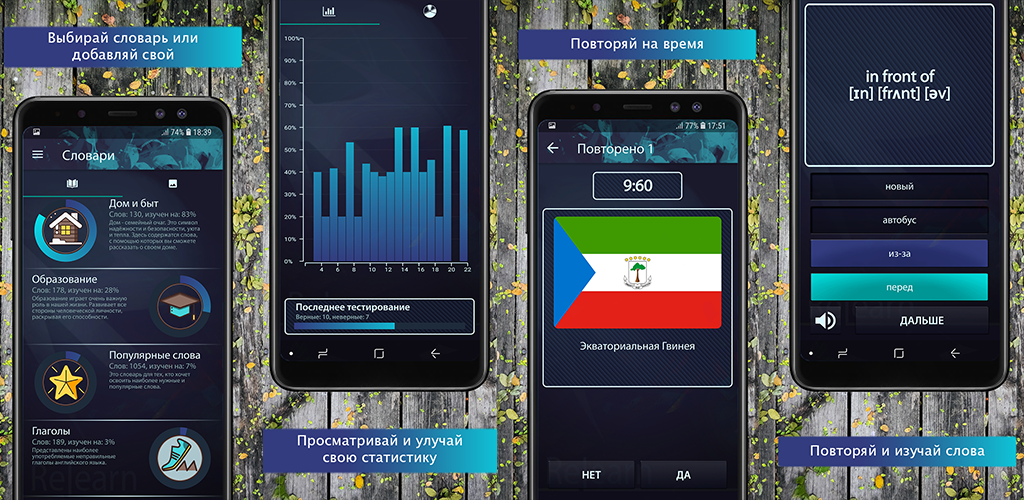 Выбирай словарь или
добавляй свой
74% 18:39
Словари
Дом и быт
Слов: 130, изучен на: 83%
Дом - семейный очаг. Это символ
надёжности и безопасности, уюта
и тепла. Здесь содержатся слова,
с помощью которых вы сможете
рассказать о своем доме.
Образование
Слов: 178, изучен на: 28%
Образование играет очень важную
роль в нашей жизни. Развивает все
стороны человеческой личности,
раскрывая его способности.
Популярные слова
Слов: 1054, изучен на: 7%
Это словарь для тех, кто хочет
освоить наиболее нужные и
популярные слова.
Глаголы
Слов: 189, изучен на: 3%
Представлены наиболее
употребляемые неправильные
глаголы английского языка.
Relearn
100%
90%
80%
70%
60%
50%
40%
30%
20%
10%
0%
4 6 8 10 12 14 16 18 20 22
Последнее тестирование
Верные: 10, неверные: 7
Просматривай и улучай
свою статистику
Повторяй на время
77% 17:51
Повторено 1
9:60
Экваториальная Гвинея
НЕТ ДА
in front of
[ɪn] [frʌnt] [əv]
новый
автобус
из-за
перед
ДАЛЬШЕ
Повторяй и изучай слова